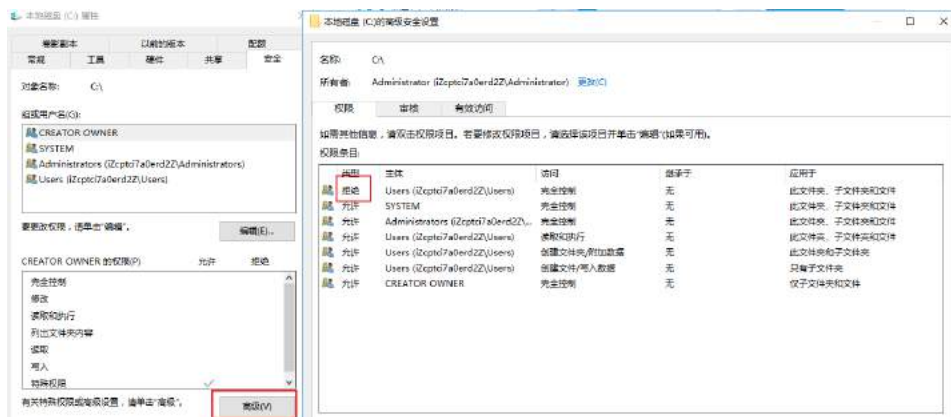 本地磁盘 (C:) 属性
卷影副本 以前的版本 配额
常规 工具 硬件 共享 安全
对象名称: C:\
组或用户名(G):
CREATOR OWNER
SYSTEM
Administrators (iZcptci7a0erd2Z\Administrators)
Users (iZcptci7a0erd2Z\Users)
要更改权限，请单击"编辑"。
编辑(E)...
CREATOR OWNER 的权限(P) 允许 拒绝
完全控制
修改
读取和执行
列出文件夹内容
读取
写入
特殊权限
有关特殊权限或高级设置，请单击"高级"。
高级(V)
本地磁盘 (C:)的高级安全设置
名称: C:\
所有者: Administrator (iZcptci7a0erd2Z\Administrator) 更改(C)
权限 审核 有效访问
如需其他信息，请双击权限项目。若要修改权限项目，请选择该项目并单击"编辑"(如果可用)。
权限条目:
类型 主体 访问 继承于 应用于
拒绝 Users (iZcptci7a0erd2Z\Users) 完全控制 无 此文件夹、子文件夹和文件
允许 SYSTEM 完全控制 无 此文件夹、子文件夹和文件
允许 Administrators (iZcptci7a0erd2Z\... 完全控制 无 此文件夹、子文件夹和文件
允许 Users (iZcptci7a0erd2Z\Users) 读取和执行 无 此文件夹、子文件夹和文件
允许 Users (iZcptci7a0erd2Z\Users) 创建文件夹/附加数据 无 此文件夹和子文件夹
允许 Users (iZcptci7a0erd2Z\Users) 创建文件/写入数据 无 只有子文件夹
允许 CREATOR OWNER 完全控制 无 仅子文件夹和文件